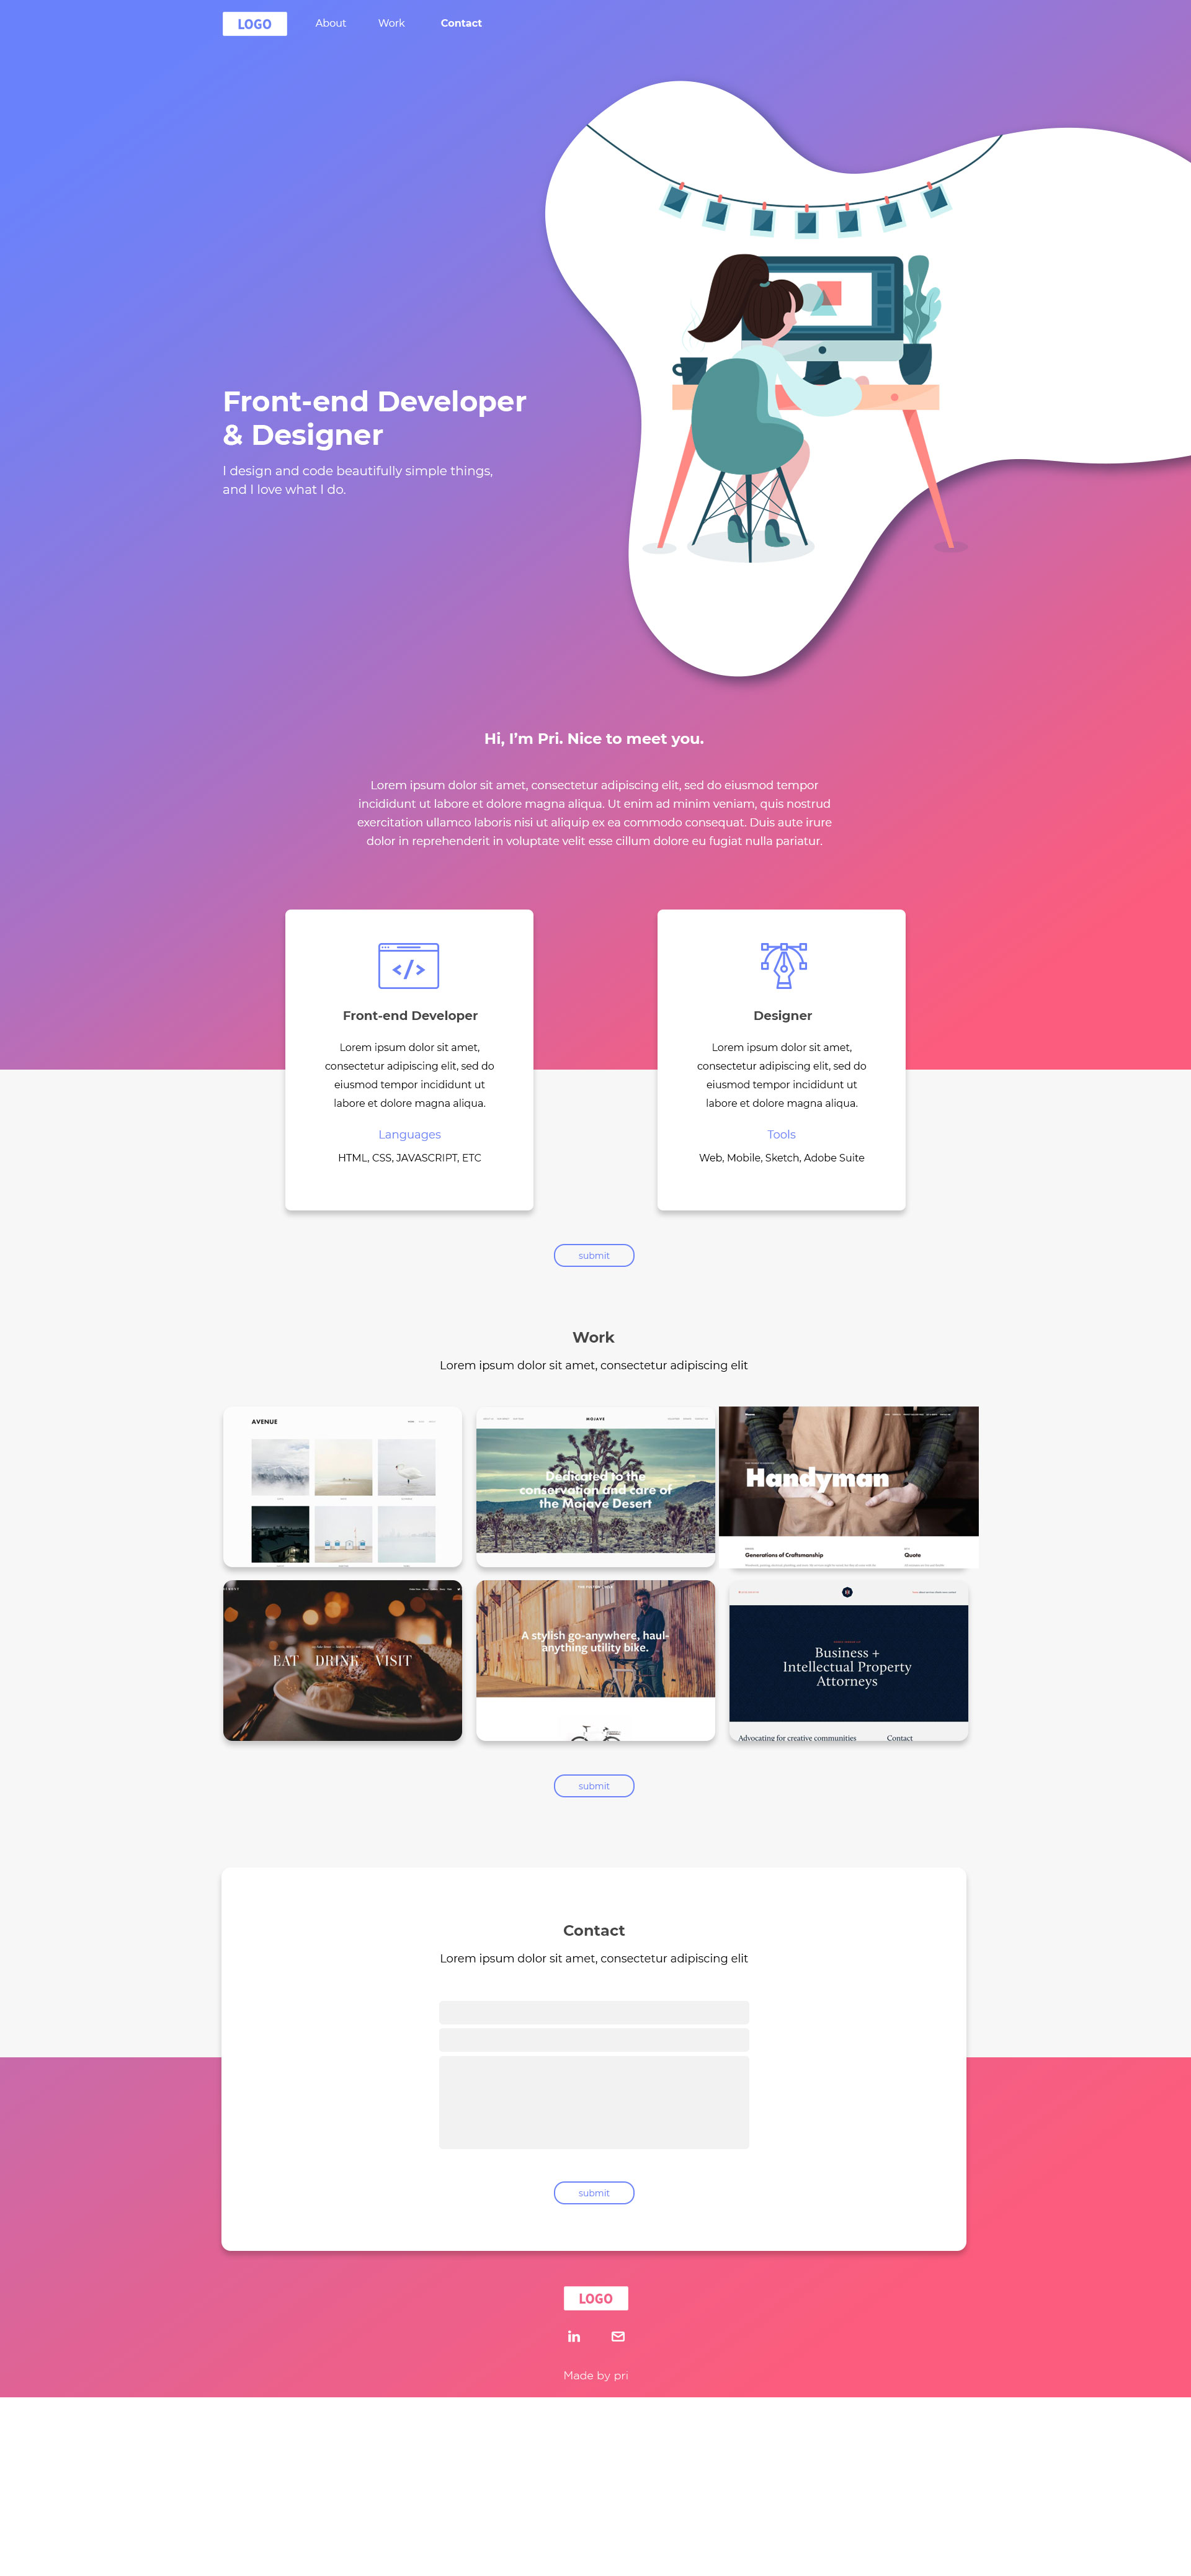 LOGO
About
Work
Contact
Front-end Developer
& Designer
I design and code beautifully simple things,
and I love what I do.
Hi, I’m Pri. Nice to meet you.
Lorem ipsum dolor sit amet, consectetur adipiscing elit, sed do eiusmod tempor
incididunt ut labore et dolore magna aliqua. Ut enim ad minim veniam, quis nostrud
exercitation ullamco laboris nisi ut aliquip ex ea commodo consequat. Duis aute irure
dolor in reprehenderit in voluptate velit esse cillum dolore eu fugiat nulla pariatur.
</>
Front-end Developer
Lorem ipsum dolor sit amet,
consectetur adipiscing elit, sed do
eiusmod tempor incididunt ut
labore et dolore magna aliqua.
Languages
HTML, CSS, JAVASCRIPT, ETC
Designer
Lorem ipsum dolor sit amet,
consectetur adipiscing elit, sed do
eiusmod tempor incididunt ut
labore et dolore magna aliqua.
Tools
Web, Mobile, Sketch, Adobe Suite
submit
Work
Lorem ipsum dolor sit amet, consectetur adipiscing elit
AVENUE
MOJAVE
Dedicated to the
conservation and care of
the Mojave Desert
Handyman
Generations of Craftsmanship
Quote
EAT DRINK VISIT
A stylish go-anywhere, haul-
anything utility bike.
Business +
Intellectual Property
Attorneys
Advocating for creative communities
Contact
submit
Contact
Lorem ipsum dolor sit amet, consectetur adipiscing elit
submit
LOGO
in
Made by pri